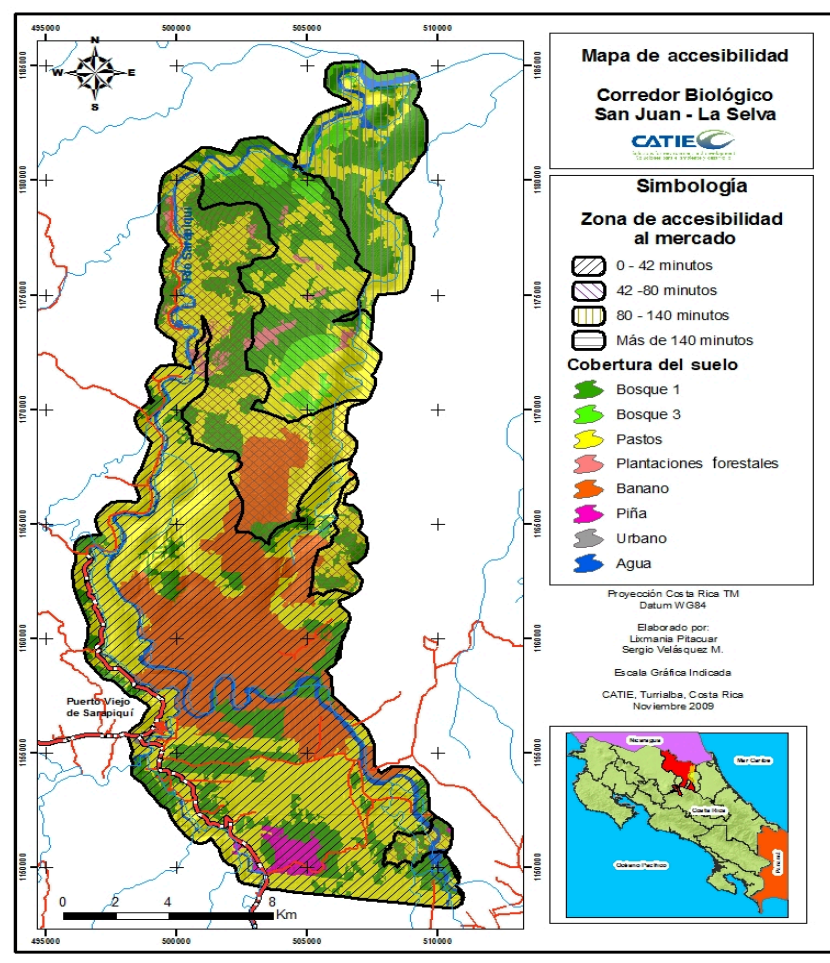 495000 500000 505000 510000
N
W E
S
1185000
1180000
1175000
1170000
1165000
1160000
1155000
1150000
Río Sarapiquí
Puerto Viejo
de Sarapiquí
0 2 4 8
Km
495000 500000 505000 510000
Mapa de accesibilidad
Corredor Biológico
San Juan - La Selva
CATIE
Simbología
Zona de accesibilidad
al mercado
0 - 42 minutos
42 -80 minutos
80 - 140 minutos
Más de 140 minutos
Cobertura del suelo
Bosque 1
Bosque 3
Pastos
Plantaciones forestales
Banano
Piña
Urbano
Agua
Proyección Costa Rica TM
Datum WG84
Elaborado por:
Lixmania Pitacuar
Sergio Velásquez M.
Escala Gráfica Indicada
CATIE, Turrialba, Costa Rica
Noviembre 2009
Nicaragua
Mar Caribe
Costa Rica
Océano Pacífico
Panamá